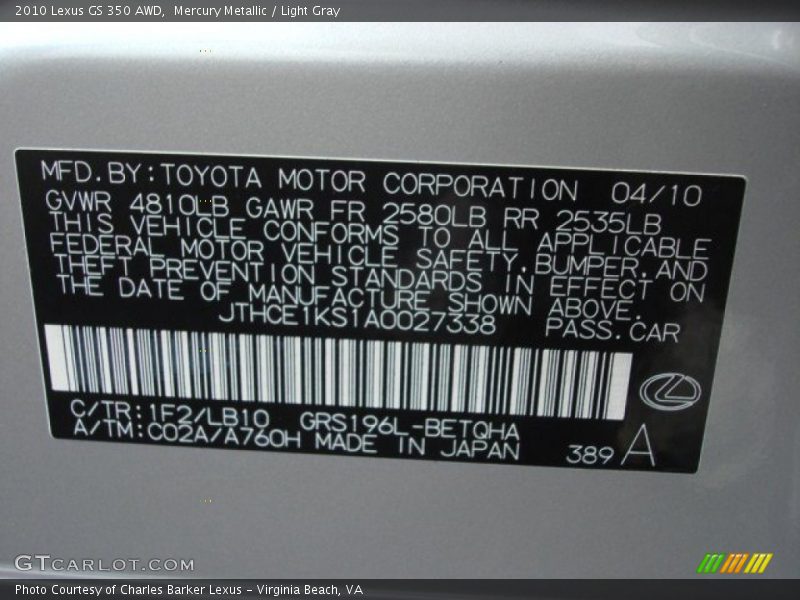 2010 Lexus GS 350 AWD, Mercury Metallic / Light Gray
MFD. BY: TOYOTA MOTOR CORPORATION 04/10
GVWR 4810LB GAWR FR 2580LB RR 2535LB
THIS VEHICLE CONFORMS TO ALL APPLICABLE
FEDERAL MOTOR VEHICLE SAFETY, BUMPER, AND
THEFT PREVENTION STANDARDS IN EFFECT ON
THE DATE OF MANUFACTURE SHOWN ABOVE.
JTHCE1KS1A0027338 PASS. CAR
C/TR: 1F2/LB10 GRS196L-BETQHA
A/TM: C02A/A760H MADE IN JAPAN
389 A
GTCARLOT.COM
Photo Courtesy of Charles Barker Lexus - Virginia Beach, VA